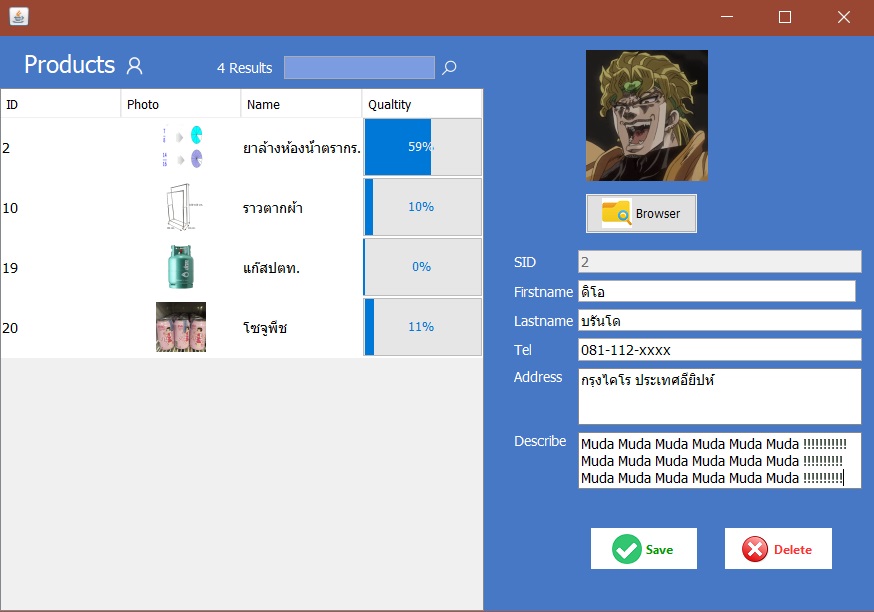 Products
4 Results
ID Photo Name Qualtity
2 ยาล้างห้องน้ำตรากร. 59%
10 ราวตากผ้า 10%
19 แก๊สปตท. 0%
20 โซจุพีช 11%
Browser
SID 2
Firstname ดิโอ
Lastname บรันโด
Tel 081-112-xxxx
Address กรุงไคโร ประเทศอียิปห์
Describe Muda Muda Muda Muda Muda Muda !!!!!!!!!!!
Muda Muda Muda Muda Muda Muda !!!!!!!!!!
Muda Muda Muda Muda Muda Muda !!!!!!!!!!
Save Delete